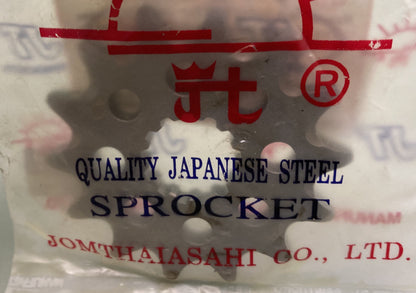 Jt ®
QUALITY JAPANESE STEEL
SPROCKET
JOMTHAIASAHI CO., LTD.